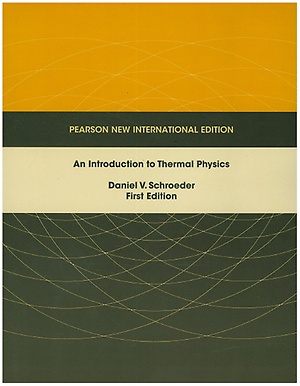 PEARSON NEW INTERNATIONAL EDITION
An Introduction to Thermal Physics
Daniel V. Schroeder
First Edition